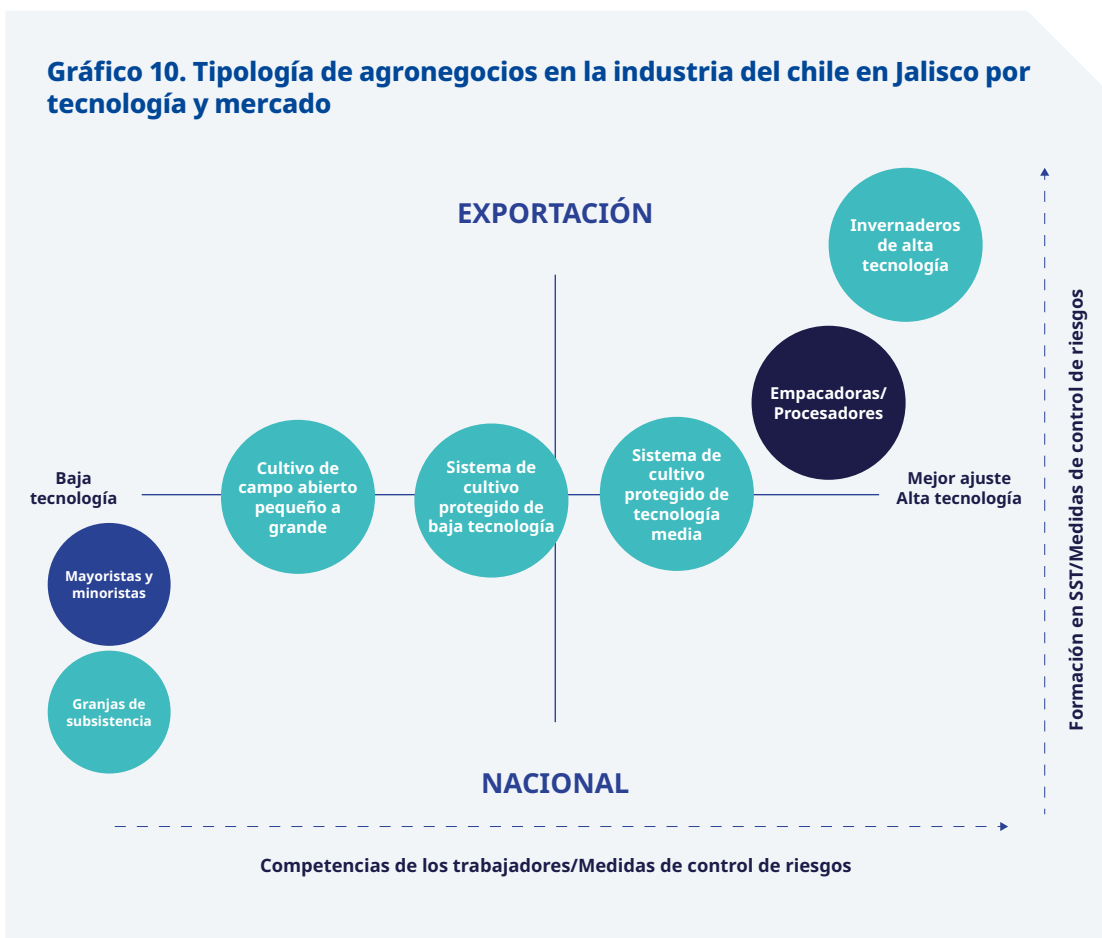 Gráfico 10. Tipología de agronegocios en la industria del chile en Jalisco por
tecnología y mercado
EXPORTACIÓN
Invernaderos
de alta
tecnología
Empacadoras/
Procesadores
Baja
tecnología
Cultivo de
campo abierto
pequeño a
grande
Sistema de
cultivo
protegido de
baja tecnología
Sistema de
cultivo
protegido de
tecnología
media
Mejor ajuste
Alta tecnología
Mayoristas y
minoristas
Granjas de
subsistencia
NACIONAL
Competencias de los trabajadores/Medidas de control de riesgos
Formación en SST/Medidas de control de riesgos